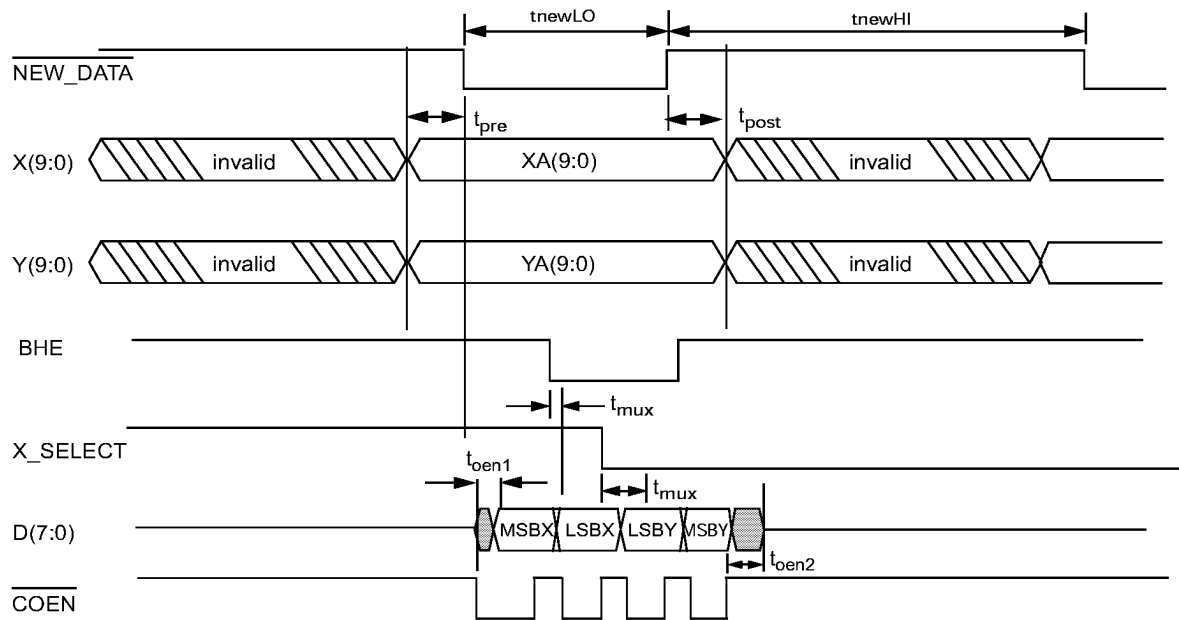 tnewLO
tnewHI
NEW_DATA
tpre
tpost
X(9:0)
invalid
XA(9:0)
invalid
Y(9:0)
invalid
YA(9:0)
invalid
BHE
tmux
X_SELECT
toen1
tmux
D(7:0)
MSBX
LSBX
LSBY
MSBY
toen2
COEN